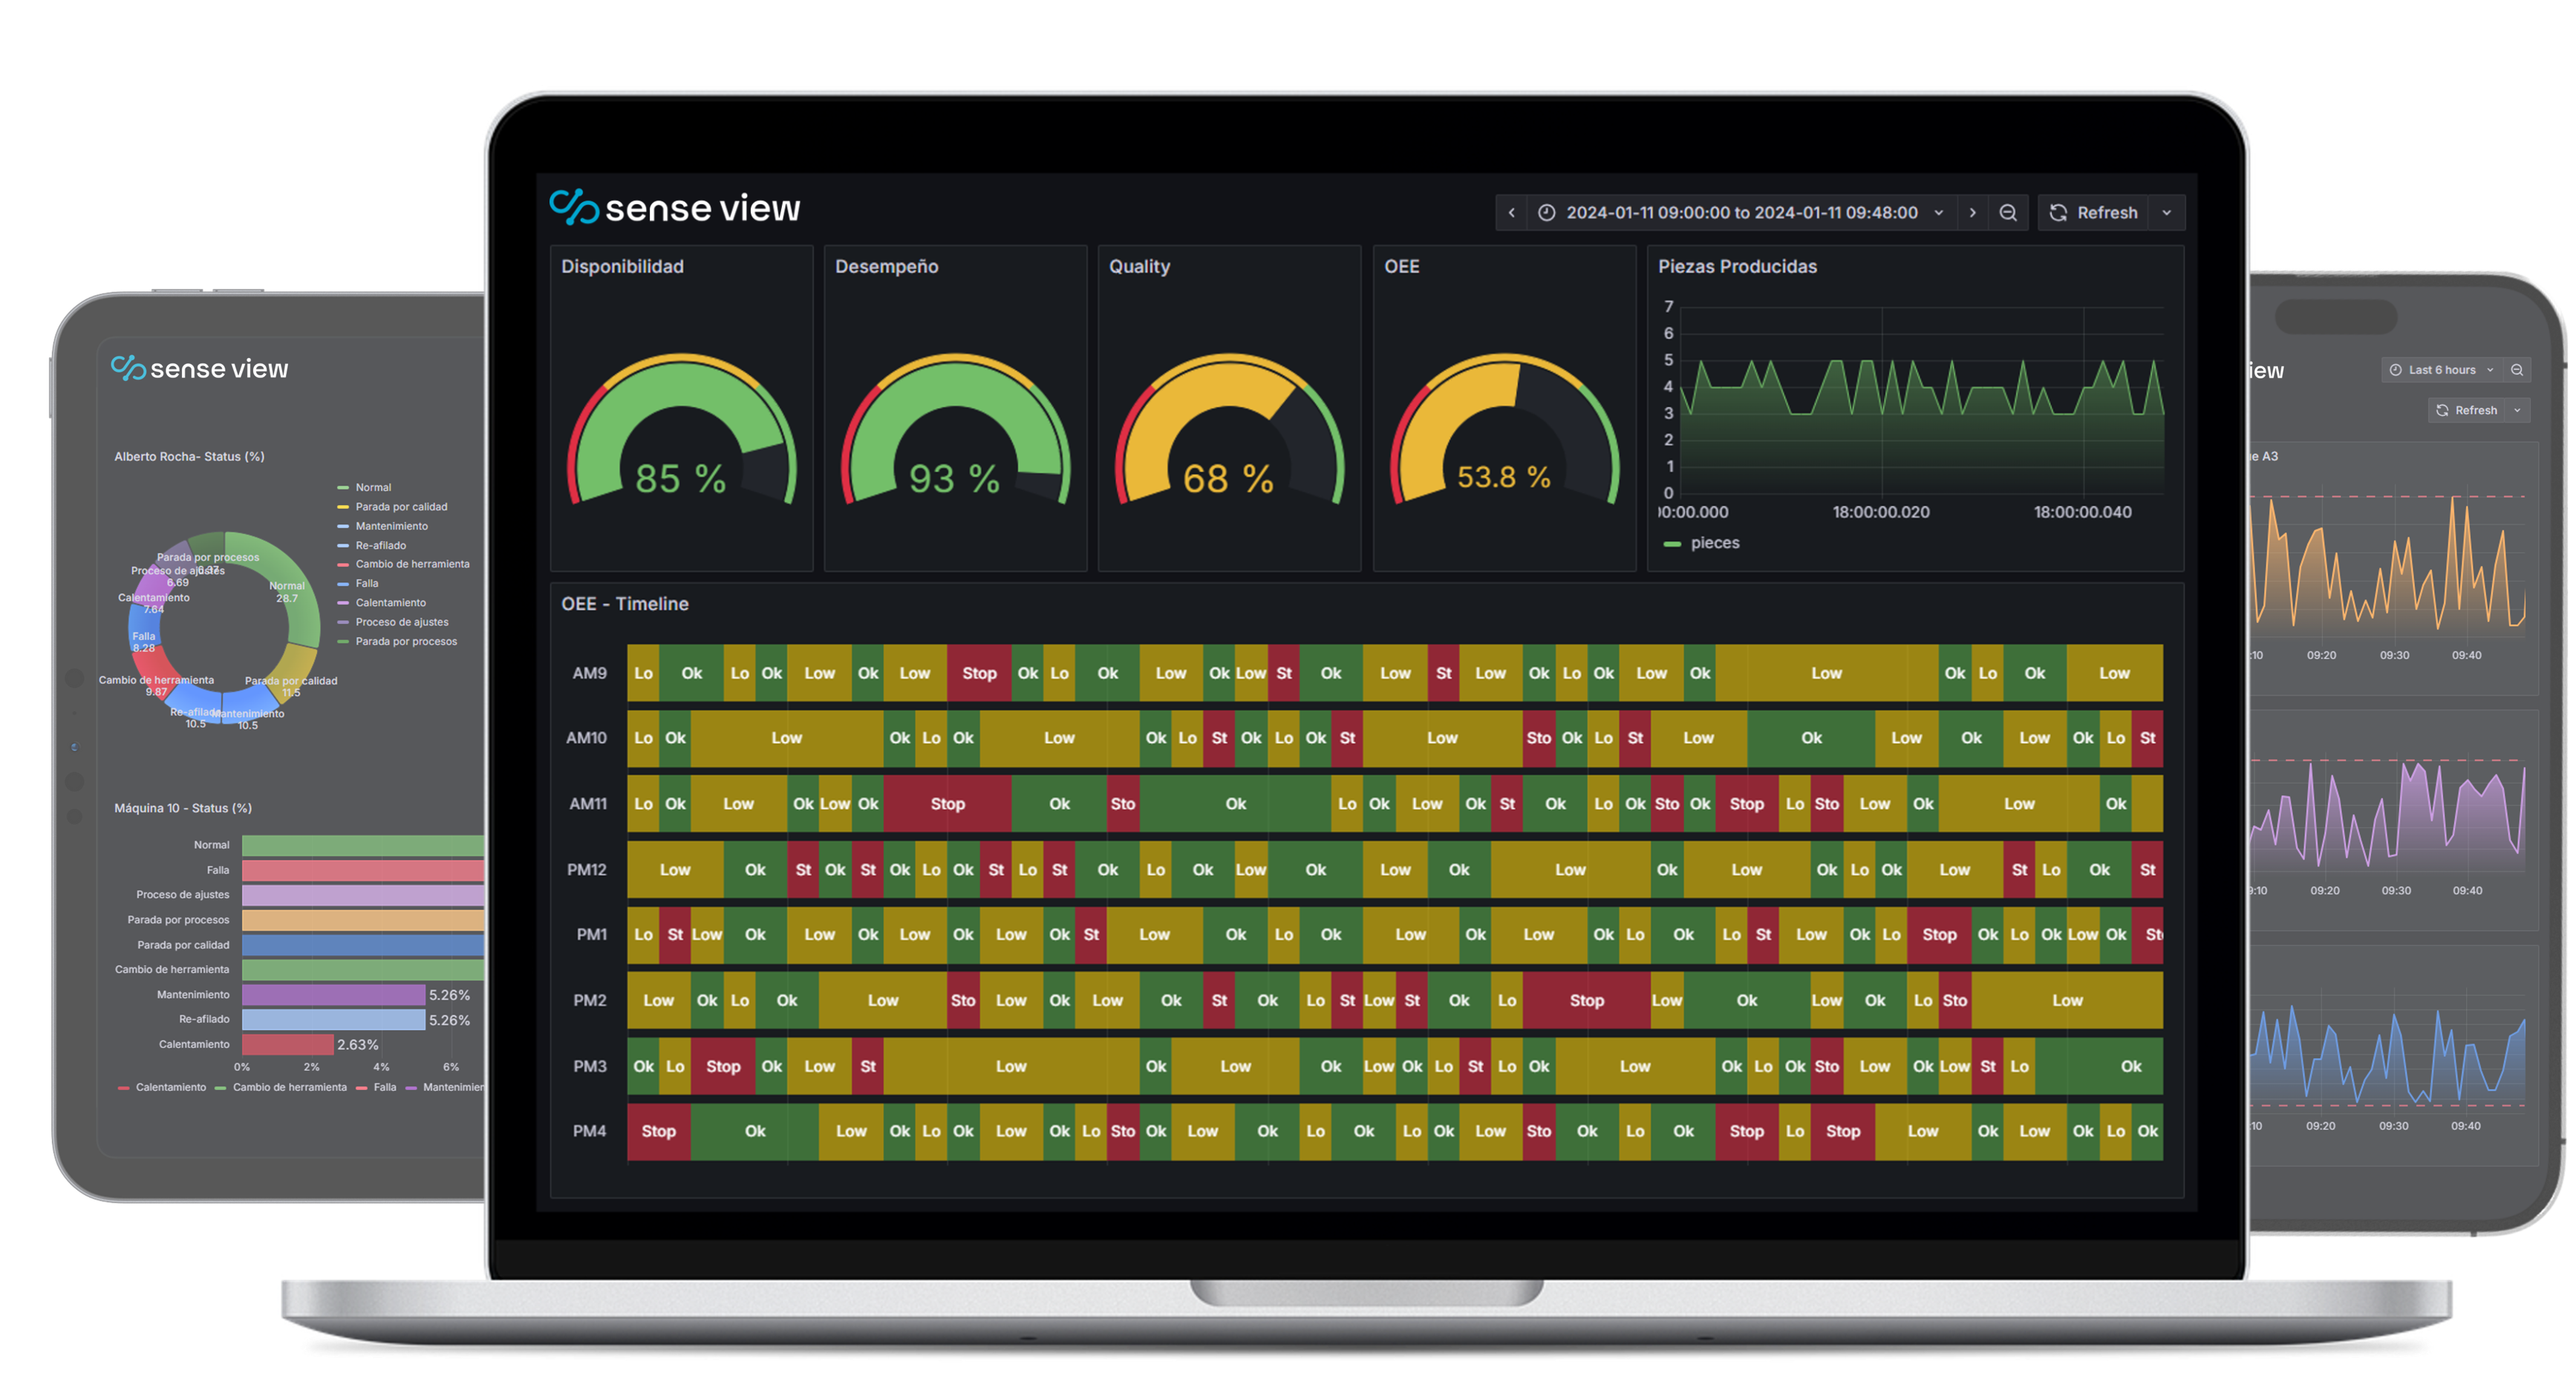 sense view
Alberto Rocha- Status (%)
Normal
Parada por calidad
Mantenimiento
Re-afilado
Cambio de herramienta
Falla
Calentamiento
Proceso de ajustes
Parada por procesos
Parada por procesos
Proceso de ajustes
6.69
Calentamiento
7.64
Falla
8.28
Cambio de herramienta
9.87
Re-afilado
10.5
Mantenimiento
10.5
Parada por calidad
11.5
Normal
28.7
Máquina 10 - Status (%)
Normal
Falla
Proceso de ajustes
Parada por procesos
Parada por calidad
Cambio de herramienta
Mantenimiento 5.26%
Re-afilado 5.26%
Calentamiento 2.63%
0% 2% 4% 6%
Calentamiento Cambio de herramienta Falla Mantenimien
sense view
2024-01-11 09:00:00 to 2024-01-11 09:48:00 Refresh
Disponibilidad
85 %
Desempeño
93 %
Quality
68 %
OEE
53.8 %
Piezas Producidas
7
6
5
4
3
2
1
0
00:00.000 18:00:00.020 18:00:00.040
pieces
OEE - Timeline
AM9 Lo Ok Lo Ok Low Ok Low Stop Ok Lo Ok Low Ok Low St Ok Low St Low Ok Lo Ok Low Ok Low Ok Lo Ok Low
AM10 Lo Ok Low Ok Lo Ok Low Ok Lo St Ok Lo Ok St Low Sto Ok Lo St Low Ok Low Ok Low Ok Lo St
AM11 Lo Ok Low Ok Low Ok Stop Ok Sto Ok Lo Ok Low Ok St Ok Lo Ok Sto Ok Stop Lo Sto Low Ok Low Ok
PM12 Low Ok St Ok St Ok Lo Ok St Lo St Ok Lo Ok Low Ok Low Ok Low Ok Low Ok Lo Ok Low St Lo Ok St
PM1 Lo St Low Ok Low Ok Low Ok Low Ok St Low Ok Lo Ok Low Ok Low Ok Lo Ok Lo St Low Ok Lo Stop Ok Lo Ok Low Ok St
PM2 Low Ok Lo Ok Low Sto Low Ok Low Ok St Ok Lo St Low St Ok Lo Stop Low Ok Low Ok Lo Sto Low
PM3 Ok Lo Stop Ok Low St Low Ok Low Ok Low Ok Lo St Lo Ok Low Ok Lo Ok Sto Low Ok Low St Lo Ok
PM4 Stop Ok Low Ok Lo Ok Low Ok Lo Sto Ok Low Ok Lo Ok Lo Ok Low Sto Ok Lo Ok Stop Lo Stop Low Ok Low Ok Lo Ok
iew
Last 6 hours
Refresh
ue A3
:10 09:20 09:30 09:40
9:10 09:20 09:30 09:40
:10 09:20 09:30 09:40